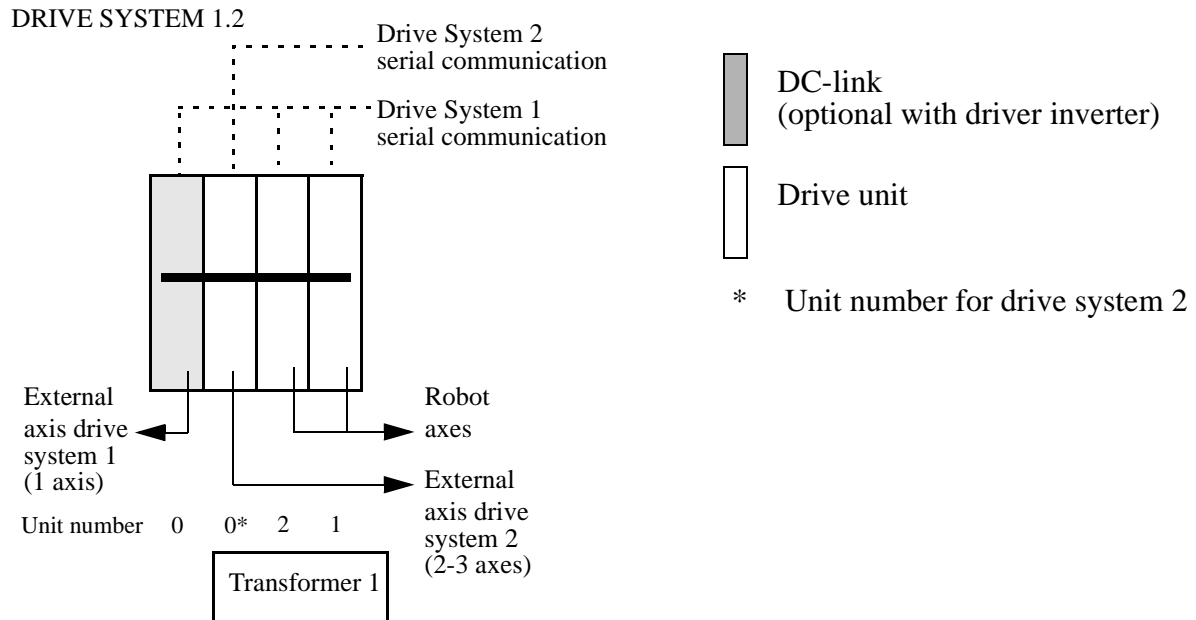 DRIVE SYSTEM 1.2
Drive System 2
serial communication
Drive System 1
serial communication
External
axis drive
system 1
(1 axis)
Robot
axes
External
axis drive
system 2
(2-3 axes)
Unit number 0 0* 2 1
Transformer 1
DC-link
(optional with driver inverter)
Drive unit
* Unit number for drive system 2